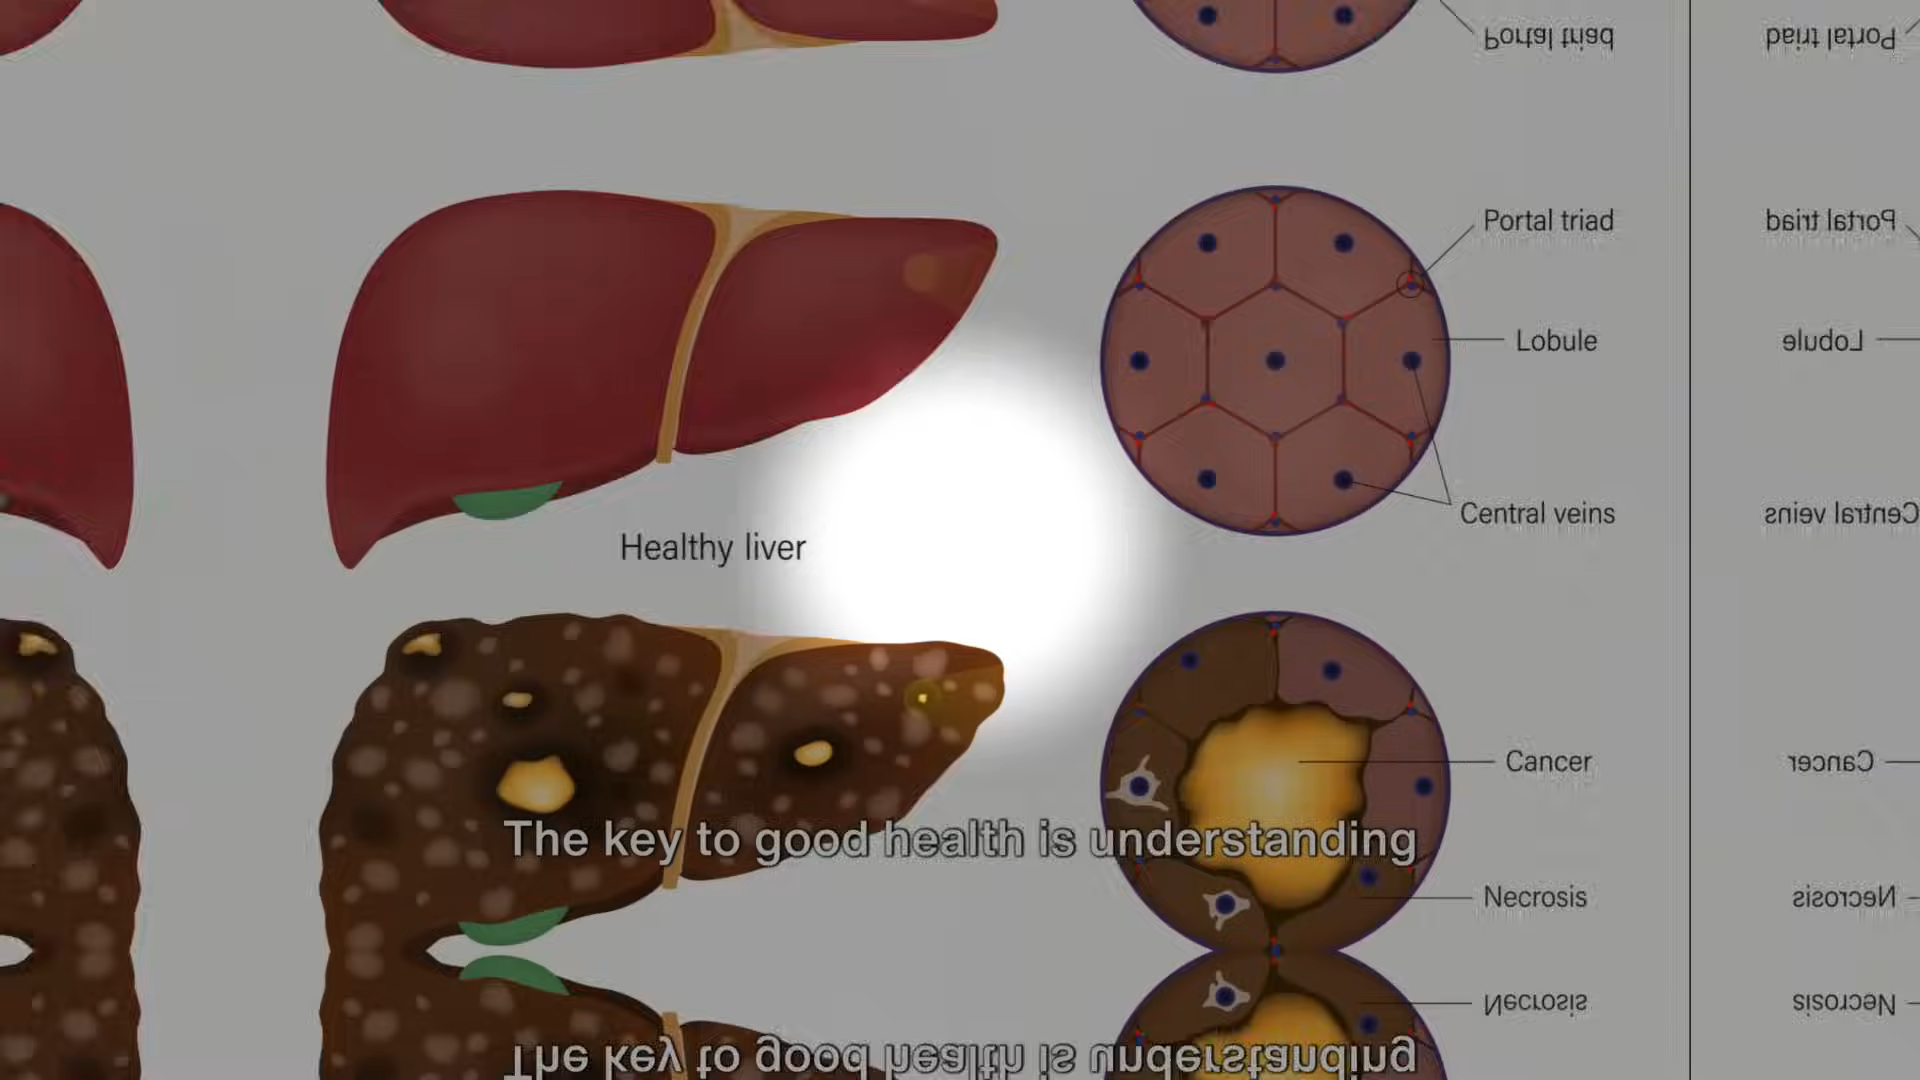 Portal triad
Portal triad
Portal triad
Portal triad
Lobule
Lobule
Central veins
Central veins
Healthy liver
Cancer
Cancer
The key to good health is understanding
Necrosis
Necrosis
Necrosis
Necrosis
The key to good health is understanding